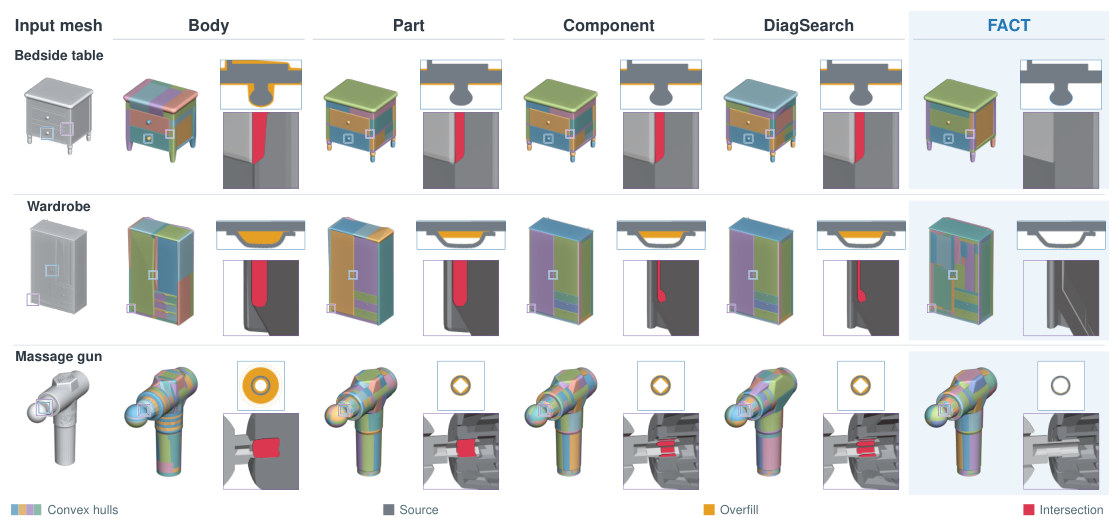 Input mesh Body Part Component DiagSearch FACT
Bedside table
Wardrobe
Massage gun
Convex hulls Source Overfill Intersection